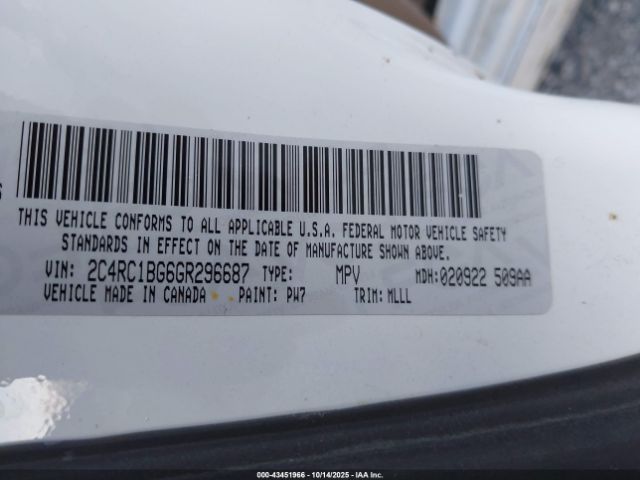 THIS VEHICLE CONFORMS TO ALL APPLICABLE U.S.A. FEDERAL MOTOR VEHICLE SAFETY
STANDARDS IN EFFECT ON THE DATE OF MANUFACTURE SHOWN ABOVE.
VIN: 2C4RC1BG6GR296687 TYPE: MPV MDH:020922 509AA
VEHICLE MADE IN CANADA PAINT: PW7 TRIM: MLLL
000-43451966 - 10/14/2025 - Copyright © 2025 IAA, Inc.